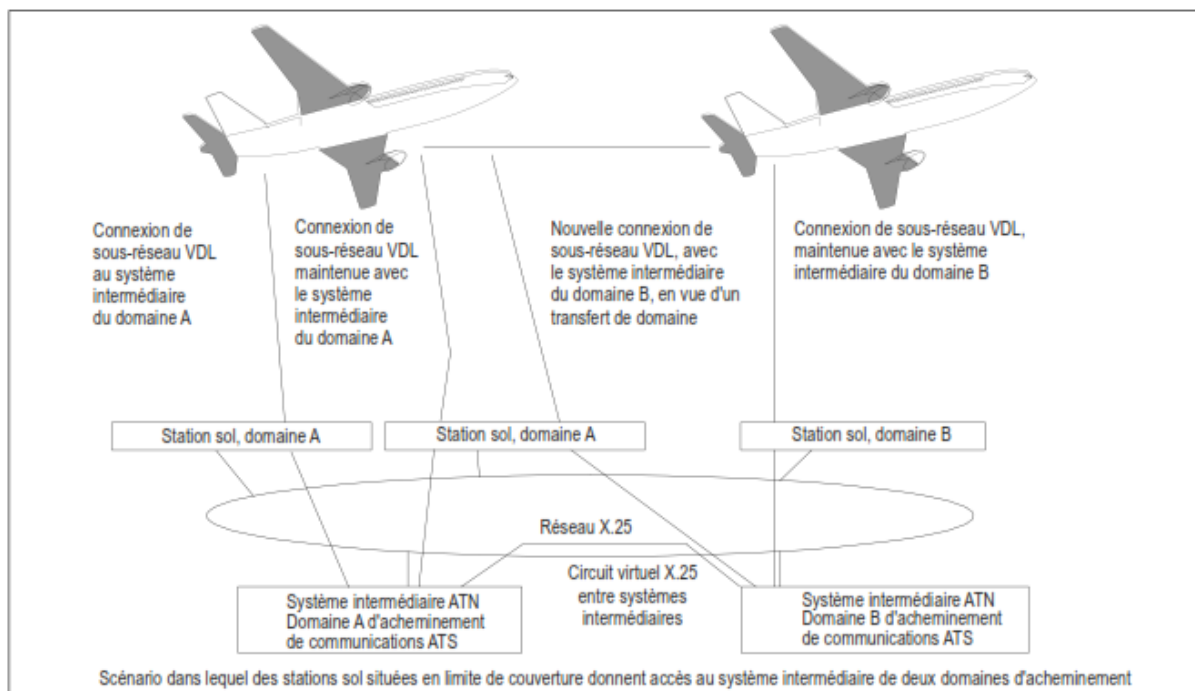 Connexion de
sous-réseau VDL
au système
intermédiaire
du domaine A
Connexion de
sous-réseau VDL
maintenue avec
le système
intermédiaire
du domaine A
Nouvelle connexion de
sous-réseau VDL, avec
le système intermédiaire
du domaine B, en vue d'un
transfert de domaine
Connexion de sous-réseau VDL,
maintenue avec le système
intermédiaire du domaine B
Station sol, domaine A
Station sol, domaine A
Station sol, domaine B
Réseau X.25
Circuit virtuel X.25
entre systèmes
intermédiaires
Système intermédiaire ATN
Domaine A d'acheminement
de communications ATS
Système intermédiaire ATN
Domaine B d'acheminement
de communications ATS
Scénario dans lequel des stations sol situées en limite de couverture donnent accès au système intermédiaire de deux domaines d'acheminement